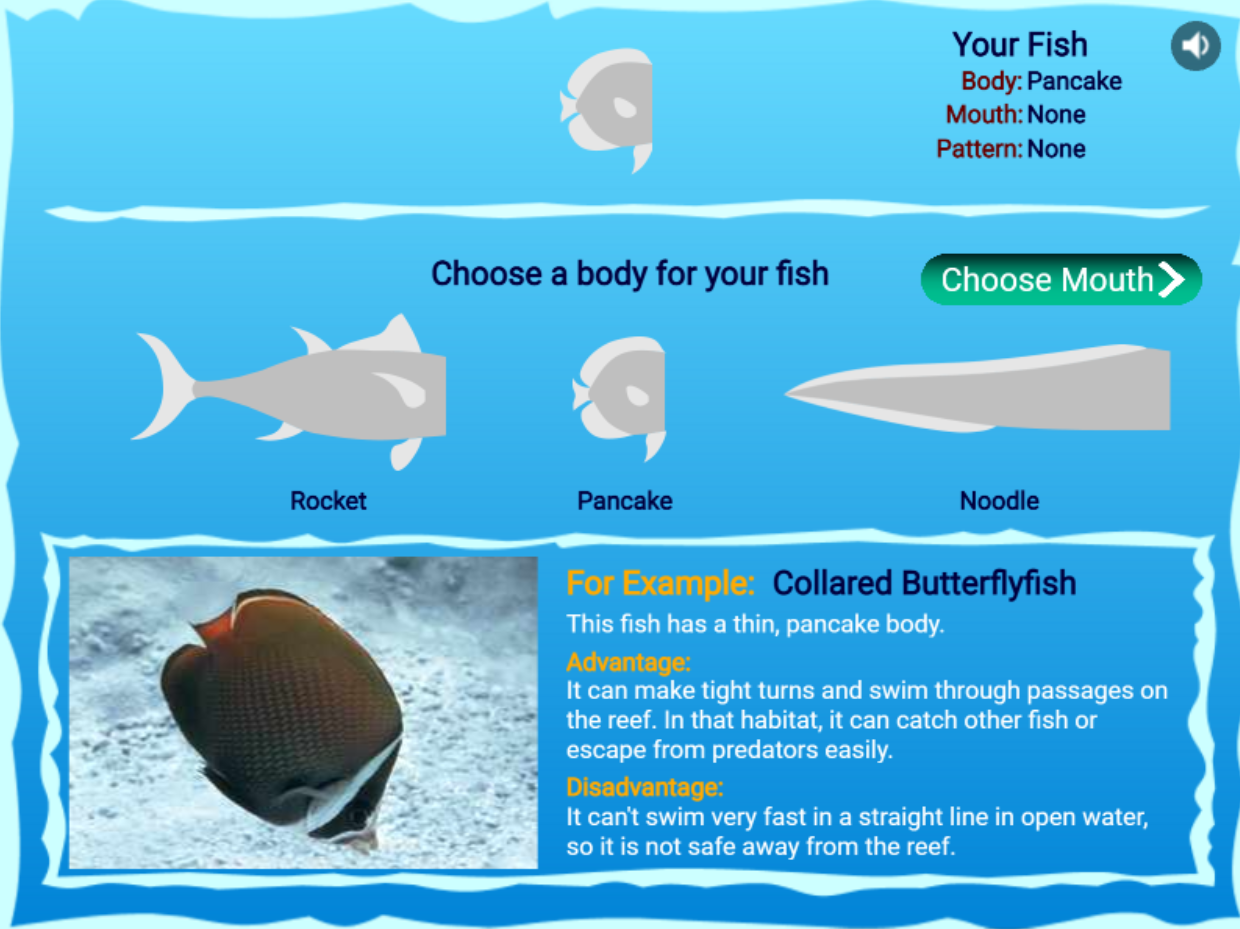 Your Fish
Body: Pancake
Mouth: None
Pattern: None
Choose a body for your fish
Choose Mouth
Rocket
Pancake
Noodle
For Example: Collared Butterflyfish
This fish has a thin, pancake body.
Advantage:
It can make tight turns and swim through passages on
the reef. In that habitat, it can catch other fish or
escape from predators easily.
Disadvantage:
It can't swim very fast in a straight line in open water,
so it is not safe away from the reef.